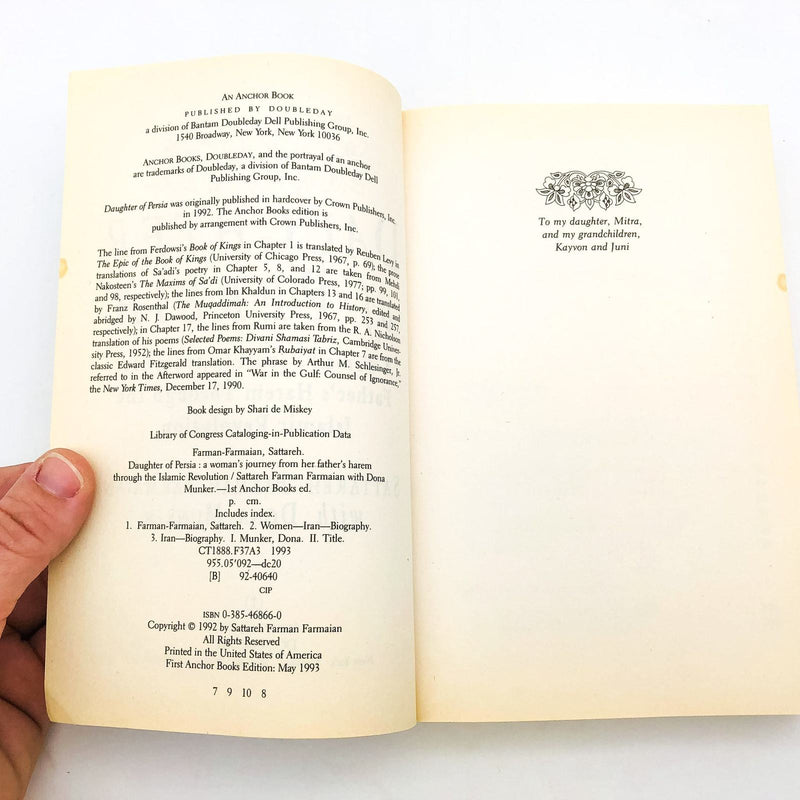 AN ANCHOR BOOK
PUBLISHED BY DOUBLEDAY
a division of Bantam Doubleday Dell Publishing Group, Inc.
1540 Broadway, New York, New York 10036
ANCHOR BOOKS, DOUBLEDAY, and the portrayal of an anchor
are trademarks of Doubleday, a division of Bantam Doubleday Dell
Publishing Group, Inc.
Daughter of Persia was originally published in hardcover by Crown Publishers, Inc.
in 1992. The Anchor Books edition is
published by arrangement with Crown Publishers, Inc.
The line from Ferdowsi's Book of Kings in Chapter 1 is translated by Reuben Levy in
The Epic of the Book of Kings (University of Chicago Press, 1967, p. 69); the prose
translations of Sa'adi's poetry in Chapter 5, 8, and 12 are taken from Mehdi
Nakosteen's The Maxims of Sa'di (University of Colorado Press, 1977; pp. 99, 101,
and 98, respectively); the lines from Ibn Khaldun in Chapters 13 and 16 are translated
by Franz Rosenthal (The Muqaddimah: An Introduction to History, edited and
abridged by N. J. Dawood, Princeton University Press, 1967, pp. 253 and 257,
respectively); in Chapter 17, the lines from Rumi are taken from the R. A. Nicholson
translation of his poems (Selected Poems: Divani Shamasi Tabriz, Cambridge Univer-
sity Press, 1952); the lines from Omar Khayyam's Rubaiyat in Chapter 7 are from the
classic Edward Fitzgerald translation. The phrase by Arthur M. Schlesinger, Jr.
referred to in the Afterword appeared in "War in the Gulf: Counsel of Ignorance,"
the New York Times, December 17, 1990.
Book design by Shari de Miskey
Library of Congress Cataloging-in-Publication Data
Farman-Farmaian, Sattareh.
Daughter of Persia : a woman's journey from her father's harem
through the Islamic Revolution / Sattareh Farman Farmaian with Dona
Munker.—1st Anchor Books ed.
p. cm.
Includes index.
1. Farman-Farmaian, Sattareh. 2. Women—Iran—Biography.
3. Iran—Biography. I. Munker, Dona. II. Title.
CT1888.F37A3 1993
955.05'092—dc20
[B] 92-40640
CIP
ISBN 0-385-46866-0
Copyright © 1992 by Sattareh Farman Farmaian
All Rights Reserved
Printed in the United States of America
First Anchor Books Edition: May 1993
7 9 10 8
To my daughter, Mitra,
and my grandchildren,
Kayvon and Juni